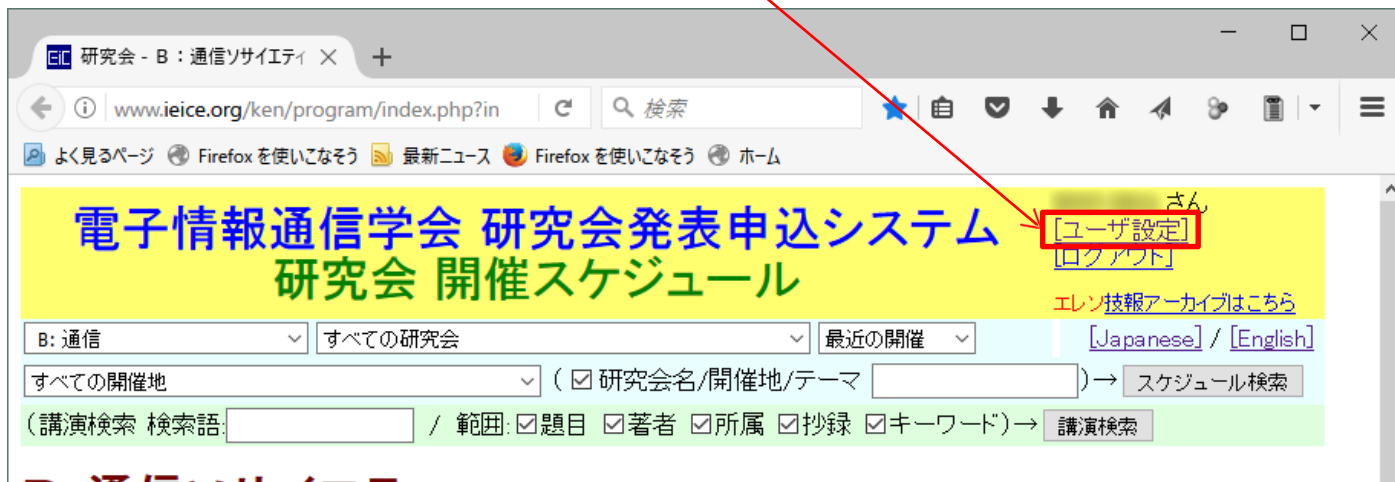 EiC 研究会 - B：通信ソサイエティ
www.ieice.org/ken/program/index.php?in
検索
よく見るページ Firefox を使いこなそう 最新ニュース Firefox を使いこなそう ホーム
電子情報通信学会 研究会発表申込システム
研究会 開催スケジュール
さん
[ユーザ設定]
[ログアウト]
エレソ技報アーカイブはこちら
B: 通信 すべての研究会 最近の開催 [Japanese] / [English]
すべての開催地 ( 研究会名/開催地/テーマ )→ スケジュール検索
(講演検索 検索語: / 範囲: 題目 著者 所属 抄録 キーワード)→ 講演検索